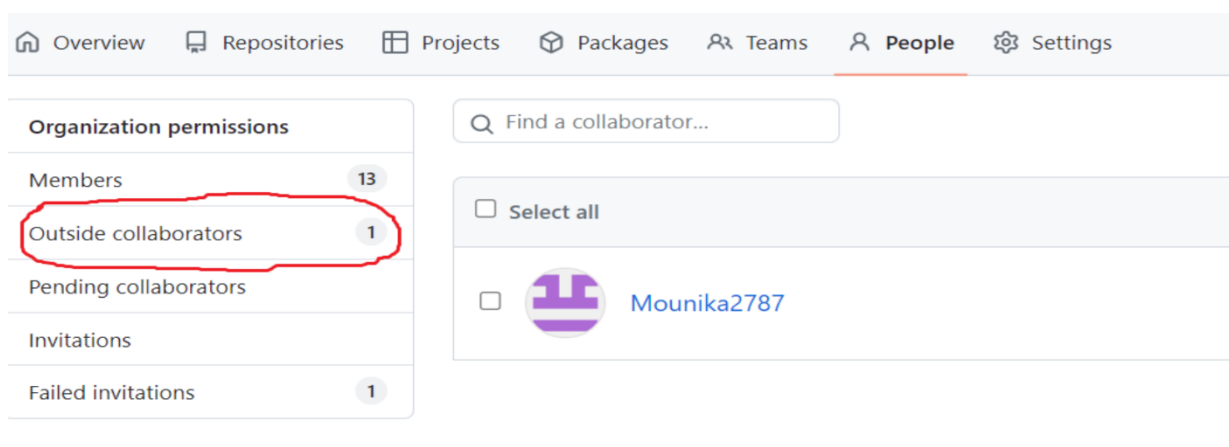 Overview Repositories Projects Packages Teams People Settings
Organization permissions
Members 13
Outside collaborators 1
Pending collaborators
Invitations
Failed invitations 1
Find a collaborator...
Select all
Mounika2787